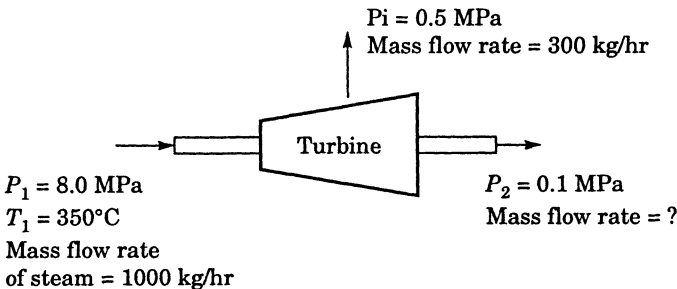 Pi = 0.5 MPa
Mass flow rate = 300 kg/hr
Turbine
P₁ = 8.0 MPa
T₁ = 350°C
Mass flow rate
of steam = 1000 kg/hr
P₂ = 0.1 MPa
Mass flow rate = ?